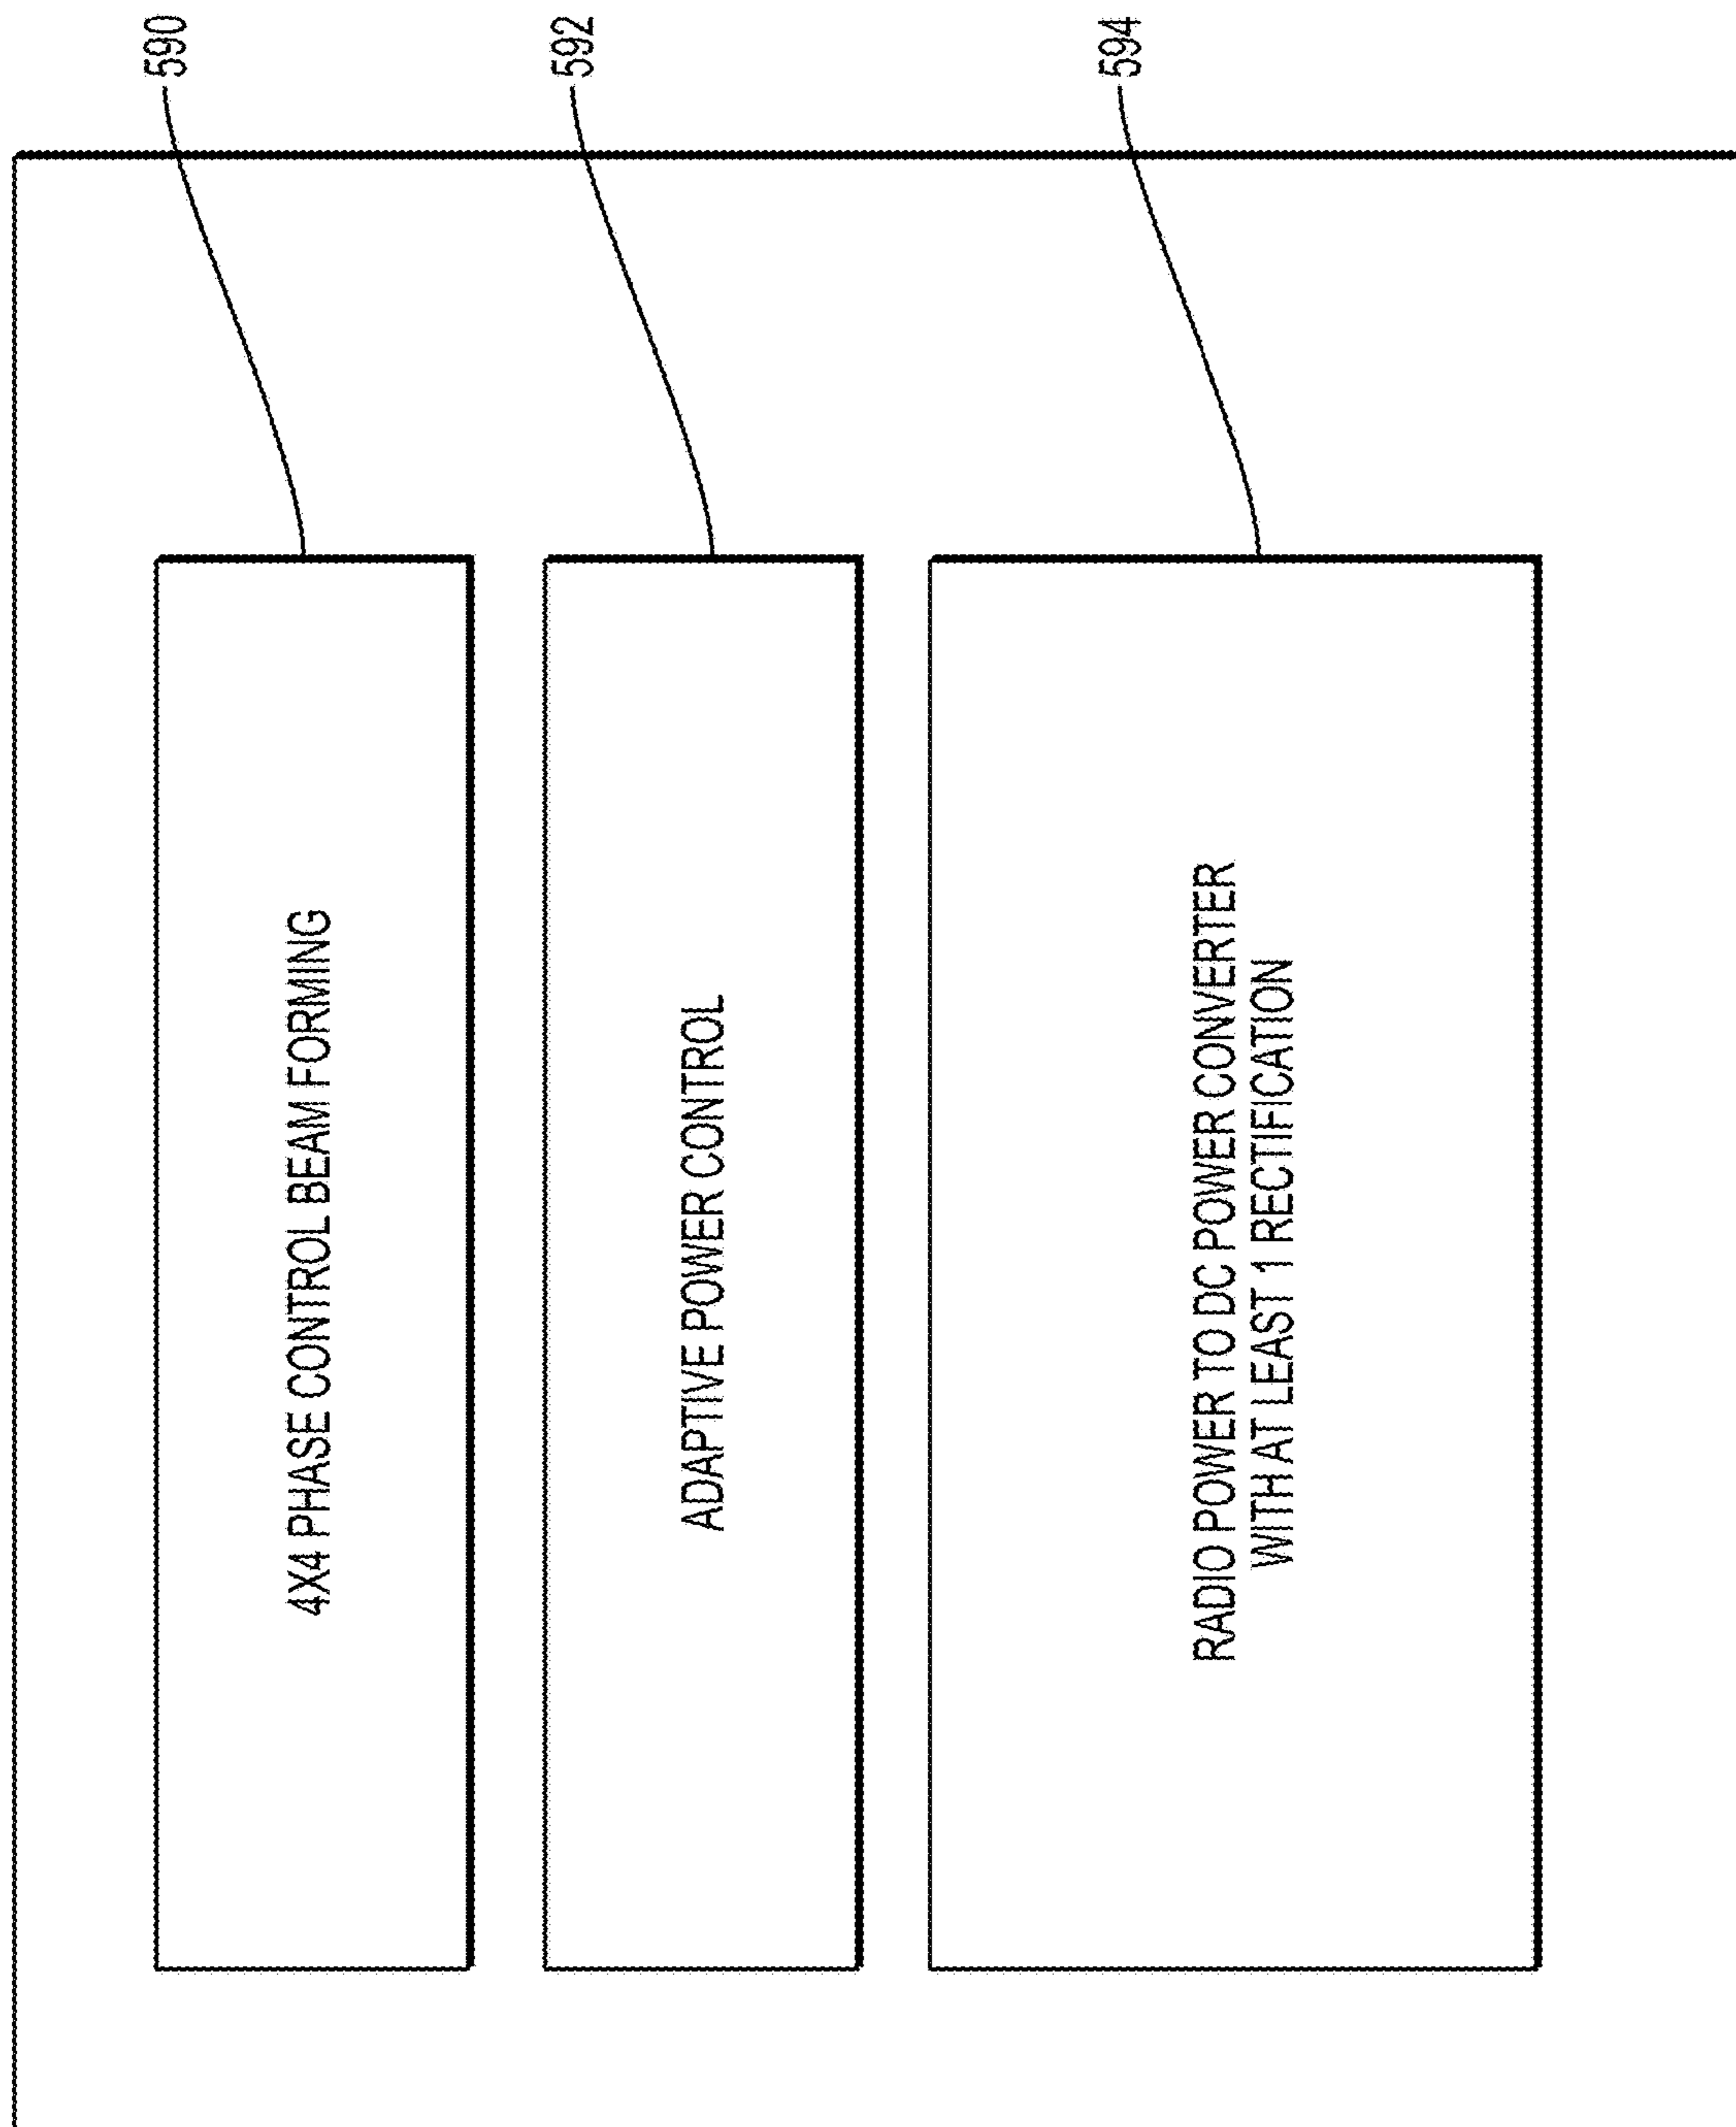 590
4X4 PHASE CONTROL BEAM FORMING
592
ADAPTIVE POWER CONTROL
594
RADIO POWER TO DC POWER CONVERTER
WITH AT LEAST 1 RECTIFICATION